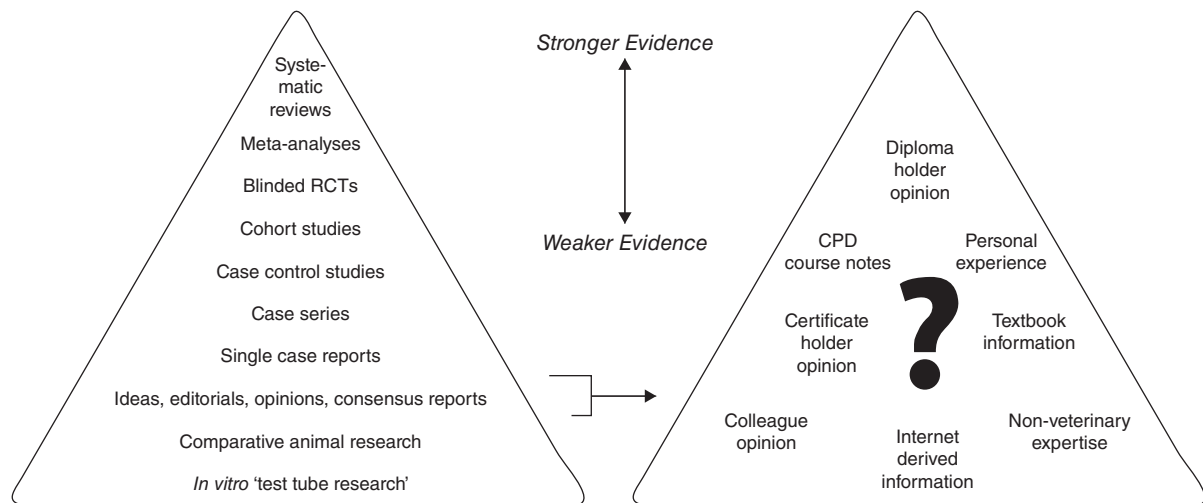 Syste-
matic
reviews
Meta-analyses
Blinded RCTs
Cohort studies
Case control studies
Case series
Single case reports
Ideas, editorials, opinions, consensus reports
Comparative animal research
In vitro ‘test tube research’
Stronger Evidence
Weaker Evidence
Diploma
holder
opinion
CPD
course notes
Personal
experience
?
Certificate
holder
opinion
Textbook
information
Colleague
opinion
Internet
derived
information
Non-veterinary
expertise